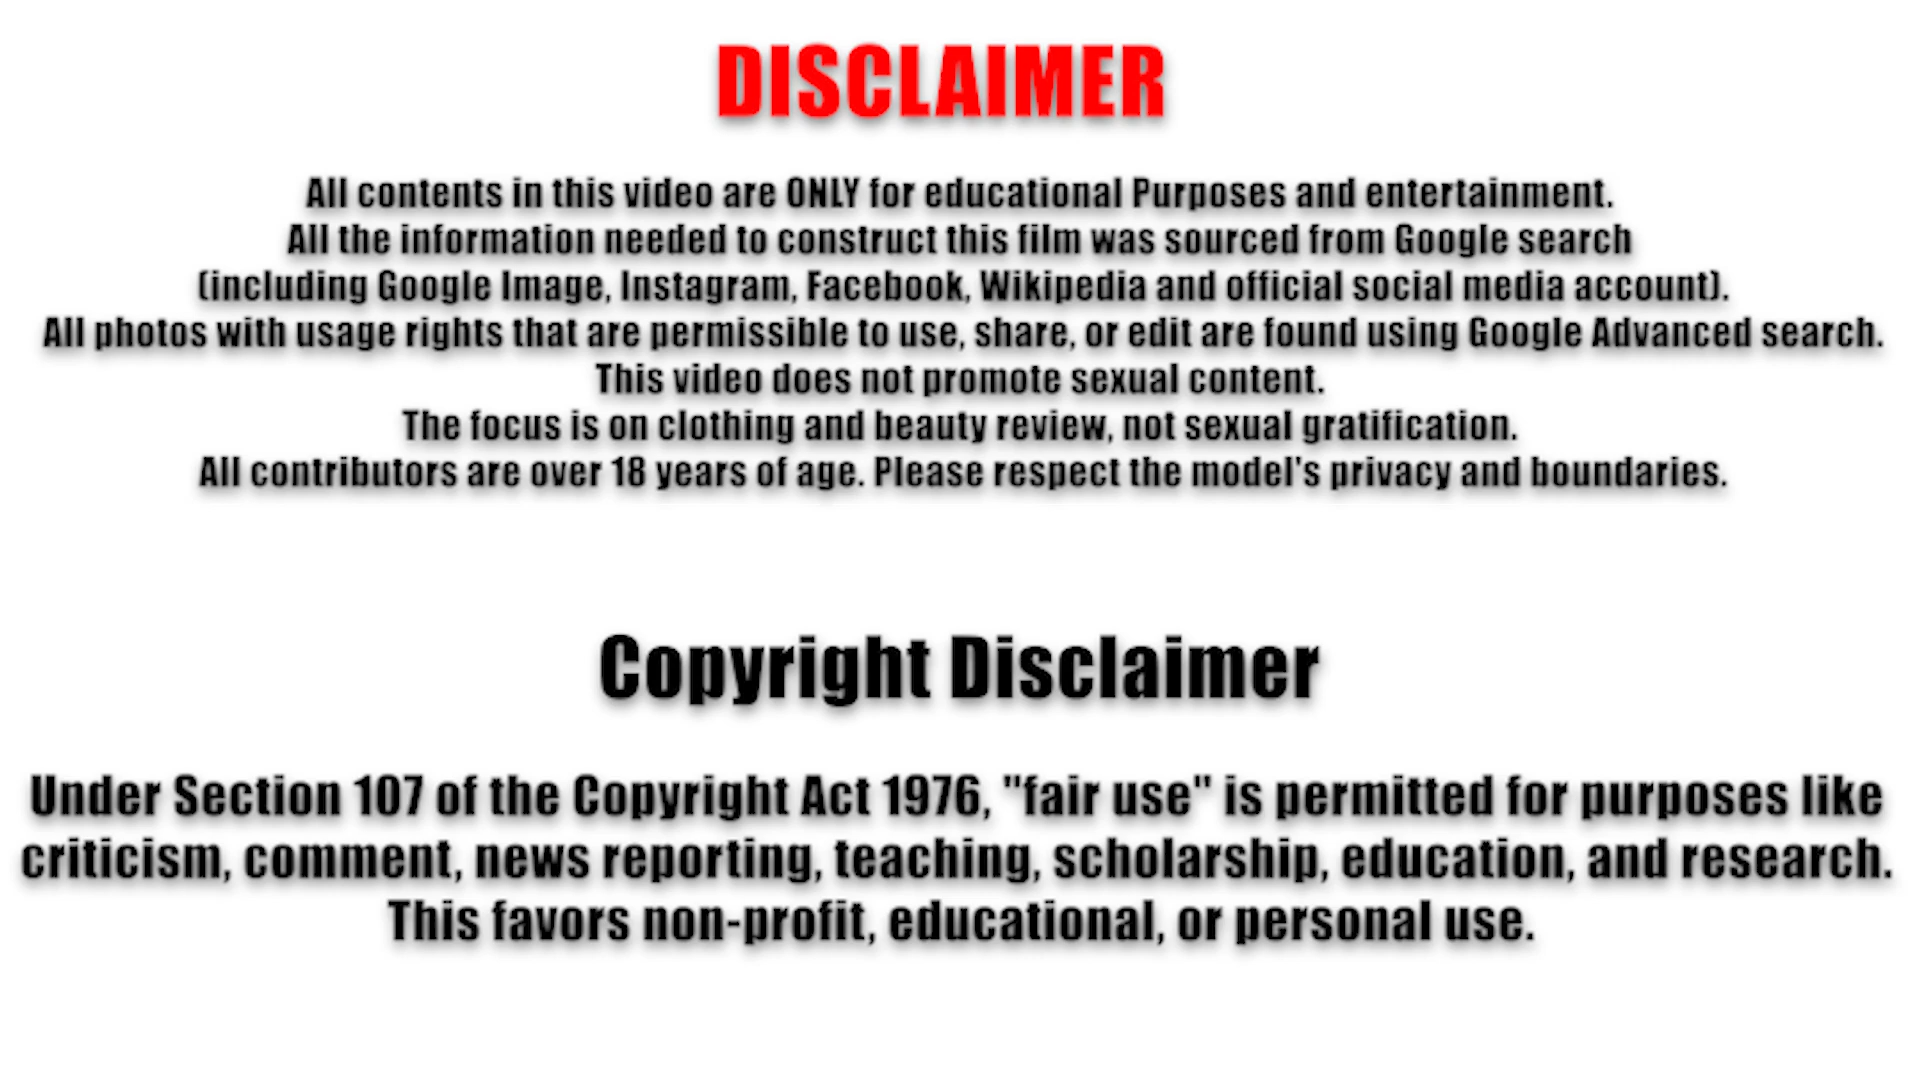 DISCLAIMER
All contents in this video are ONLY for educational Purposes and entertainment.
All the information needed to construct this film was sourced from Google search
(including Google Image, Instagram, Facebook, Wikipedia and official social media account).
All photos with usage rights that are permissible to use, share, or edit are found using Google Advanced search.
This video does not promote sexual content.
The focus is on clothing and beauty review, not sexual gratification.
All contributors are over 18 years of age. Please respect the model's privacy and boundaries.
Copyright Disclaimer
Under Section 107 of the Copyright Act 1976, "fair use" is permitted for purposes like
criticism, comment, news reporting, teaching, scholarship, education, and research.
This favors non-profit, educational, or personal use.